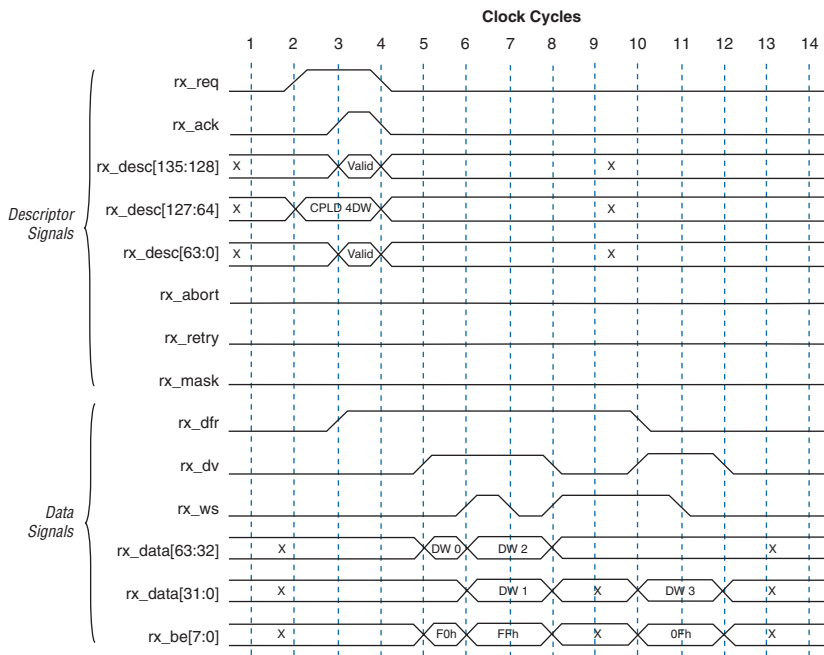 Clock Cycles
1 2 3 4 5 6 7 8 9 10 11 12 13 14
Descriptor
Signals
rx_req
rx_ack
rx_desc[135:128] X Valid X
rx_desc[127:64] X CPLD 4DW X
rx_desc[63:0] X Valid X
rx_abort
rx_retry
rx_mask
Data
Signals
rx_dfr
rx_dv
rx_ws
rx_data[63:32] X DW 0 DW 2 X
rx_data[31:0] X DW 1 X DW 3 X
rx_be[7:0] X F0h FFh X 0Fh X